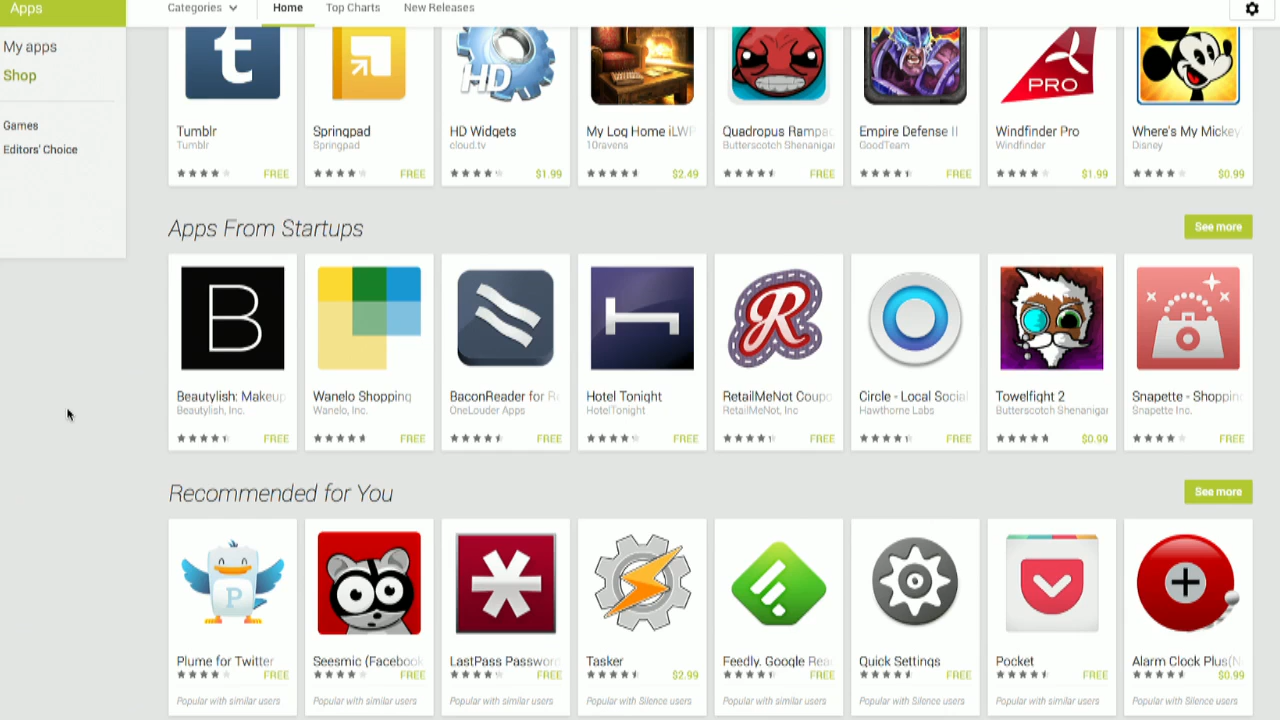 Apps
Categories Home Top Charts New Releases
My apps
Shop
Games
Editors' Choice
t HD PRO
Tumblr Springpad HD Widgets My Log Home iLWP Quadropus Rampa Empire Defense II Windfinder Pro Where's My Mickey
Tumblr Springpad cloud.tv 10ravens Butterscotch Shenanigar GoodTeam Windfinder Disney
FREE FREE $1.99 $2.49 FREE FREE $1.99 $0.99
Apps From Startups See more
B R
Beautylish: Makeup Wanelo Shopping BaconReader for Re Hotel Tonight RetailMeNot Coupo Circle - Local Social Towelfight 2 Snapette - Shoppin
Beautylish, Inc. Wanelo, Inc. OneLouder Apps HotelTonight RetailMeNot, Inc Hawthorne Labs Butterscotch Shenanigar Snapette Inc.
FREE FREE FREE FREE FREE FREE $0.99 FREE
Recommended for You See more
P
Plume for Twitter Seesmic (Facebook LastPass Passwor Tasker Feedly. Google Rea Quick Settings Pocket Alarm Clock Plus(N
FREE FREE FREE $2.99 FREE FREE FREE $0.99
Popular with similar users Popular with similar users Popular with similar users Popular with Silence users Popular with similar users Popular with Silence users Popular with similar users Popular with Silence users